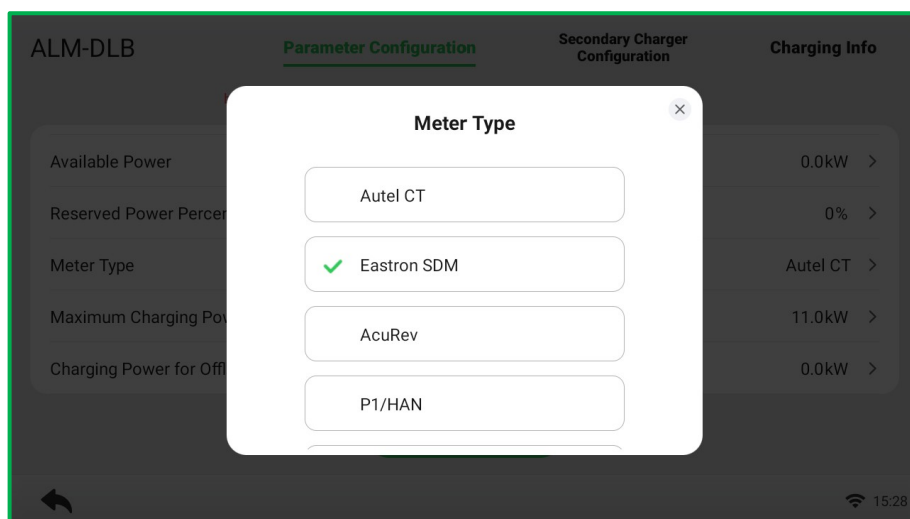 ALM-DLB
Parameter Configuration
Secondary Charger
Configuration
Charging Info
Meter Type
Autel CT
Eastron SDM
AcuRev
P1/HAN
Available Power 0.0kW
Reserved Power Percer 0%
Meter Type Autel CT
Maximum Charging Pow 11.0kW
Charging Power for Offl 0.0kW
15:28